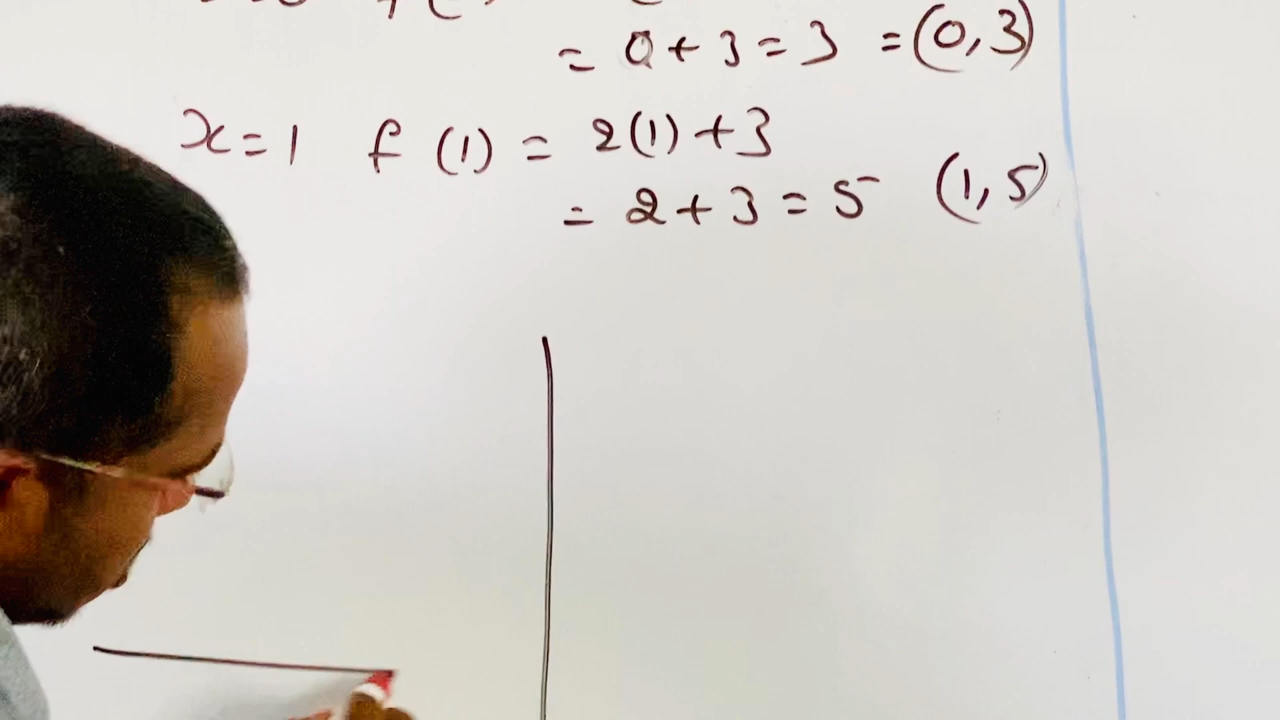 = 0 + 3 = 3 = (0, 3)
x = 1 f (1) = 2(1) + 3
= 2 + 3 = 5 (1, 5)